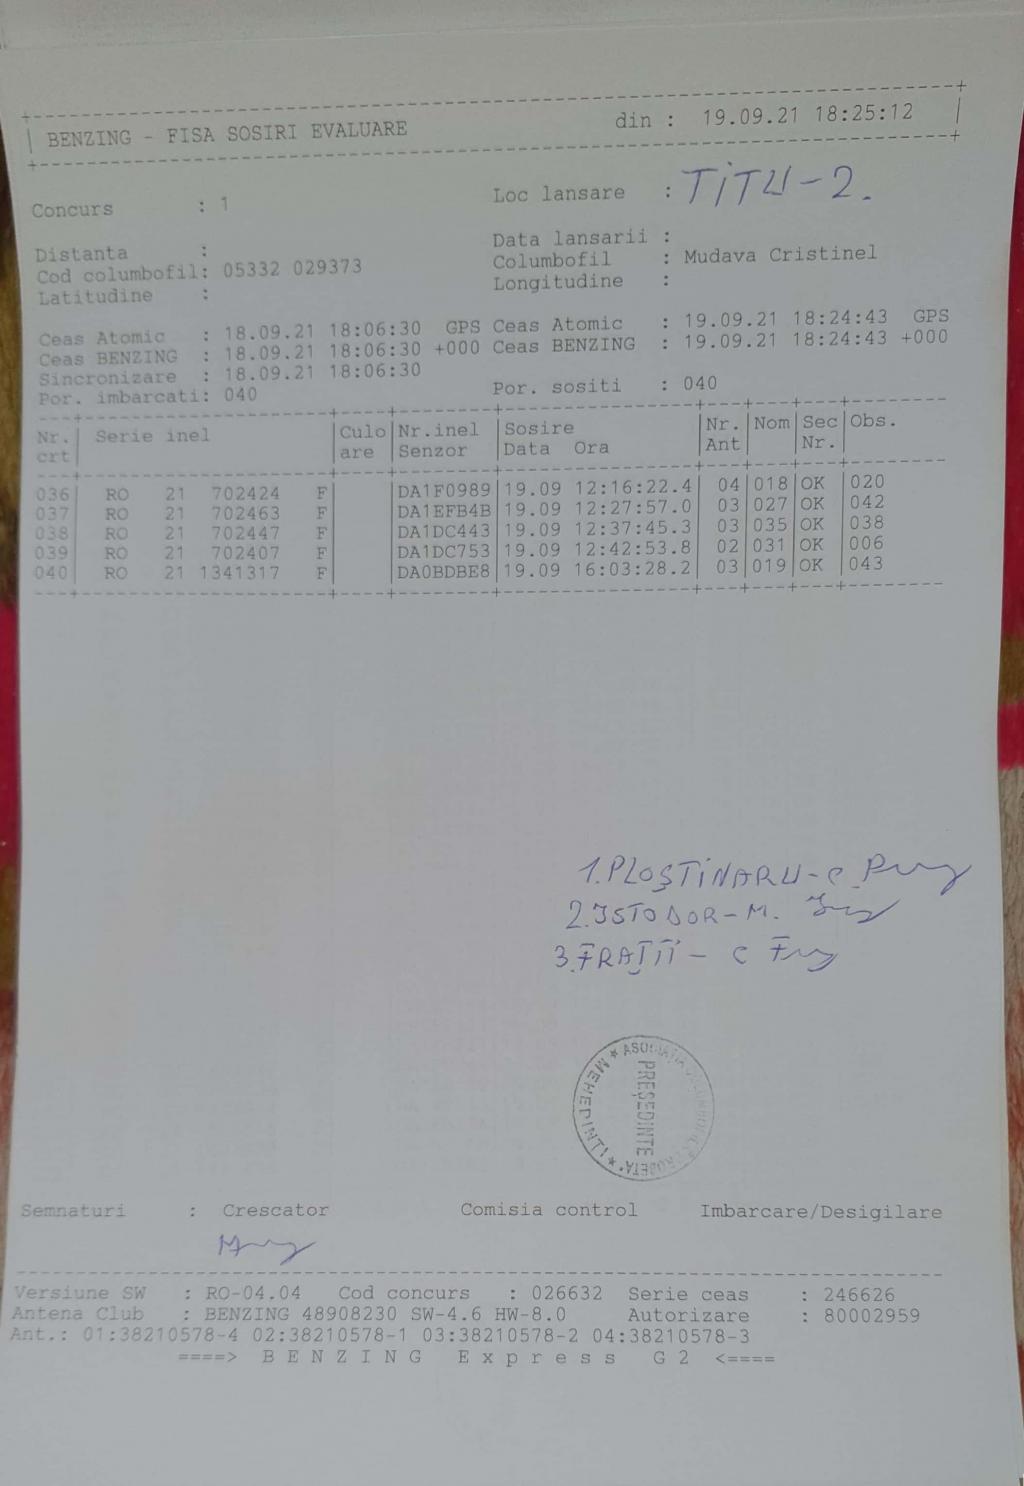 BENZING - FISA SOSIRI EVALUARE din : 19.09.21 18:25:12
Concurs : 1 Loc lansare : TITU-2.
Distanta : Data lansarii :
Cod columbofil: 05332 029373 Columbofil : Mudava Cristinel
Latitudine : Longitudine :
Ceas Atomic : 18.09.21 18:06:30 GPS Ceas Atomic : 19.09.21 18:24:43 GPS
Ceas BENZING : 18.09.21 18:06:30 +000 Ceas BENZING : 19.09.21 18:24:43 +000
Sincronizare : 18.09.21 18:06:30
Por. imbarcati: 040 Por. sositi : 040
Nr. Serie inel Culo Nr.inel Sosire Nr. Nom Sec Obs.
crt are Senzor Data Ora Ant Nr.
036 RO 21 702424 F DA1F0989 19.09 12:16:22.4 04 018 OK 020
037 RO 21 702463 F DA1EFB4B 19.09 12:27:57.0 03 027 OK 042
038 RO 21 702447 F DA1DC443 19.09 12:37:45.3 03 035 OK 038
039 RO 21 702407 F DA1DC753 19.09 12:42:53.8 02 031 OK 006
040 RO 21 1341317 F DA0BDBE8 19.09 16:03:28.2 03 019 OK 043
1.PLOȘTINARU-C
2.ISTODOR-M.
3.FRAȚII- C
ASOCIAȚIA
PREȘEDINTE
MEHEDINTI
Semnaturi : Crescator Comisia control Imbarcare/Desigilare
Versiune SW : RO-04.04 Cod concurs : 026632 Serie ceas : 246626
Antena Club : BENZING 48908230 SW-4.6 HW-8.0 Autorizare : 80002959
Ant.: 01:38210578-4 02:38210578-1 03:38210578-2 04:38210578-3
====> B E N Z I N G E x p r e s s G 2 <====